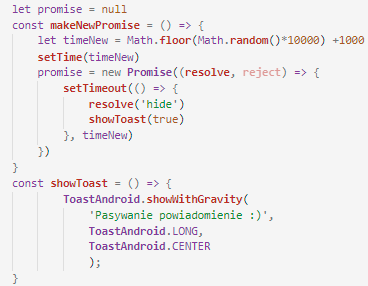 let promise = null
const makeNewPromise = () => {
let timeNew = Math.floor(Math.random()*10000) +1000
setTime(timeNew)
promise = new Promise((resolve, reject) => {
setTimeout(() => {
resolve('hide')
showToast(true)
}, timeNew)
})
}
const showToast = () => {
ToastAndroid.showWithGravity(
'Pasywanie powiadomienie :)',
ToastAndroid.LONG,
ToastAndroid.CENTER
);
}